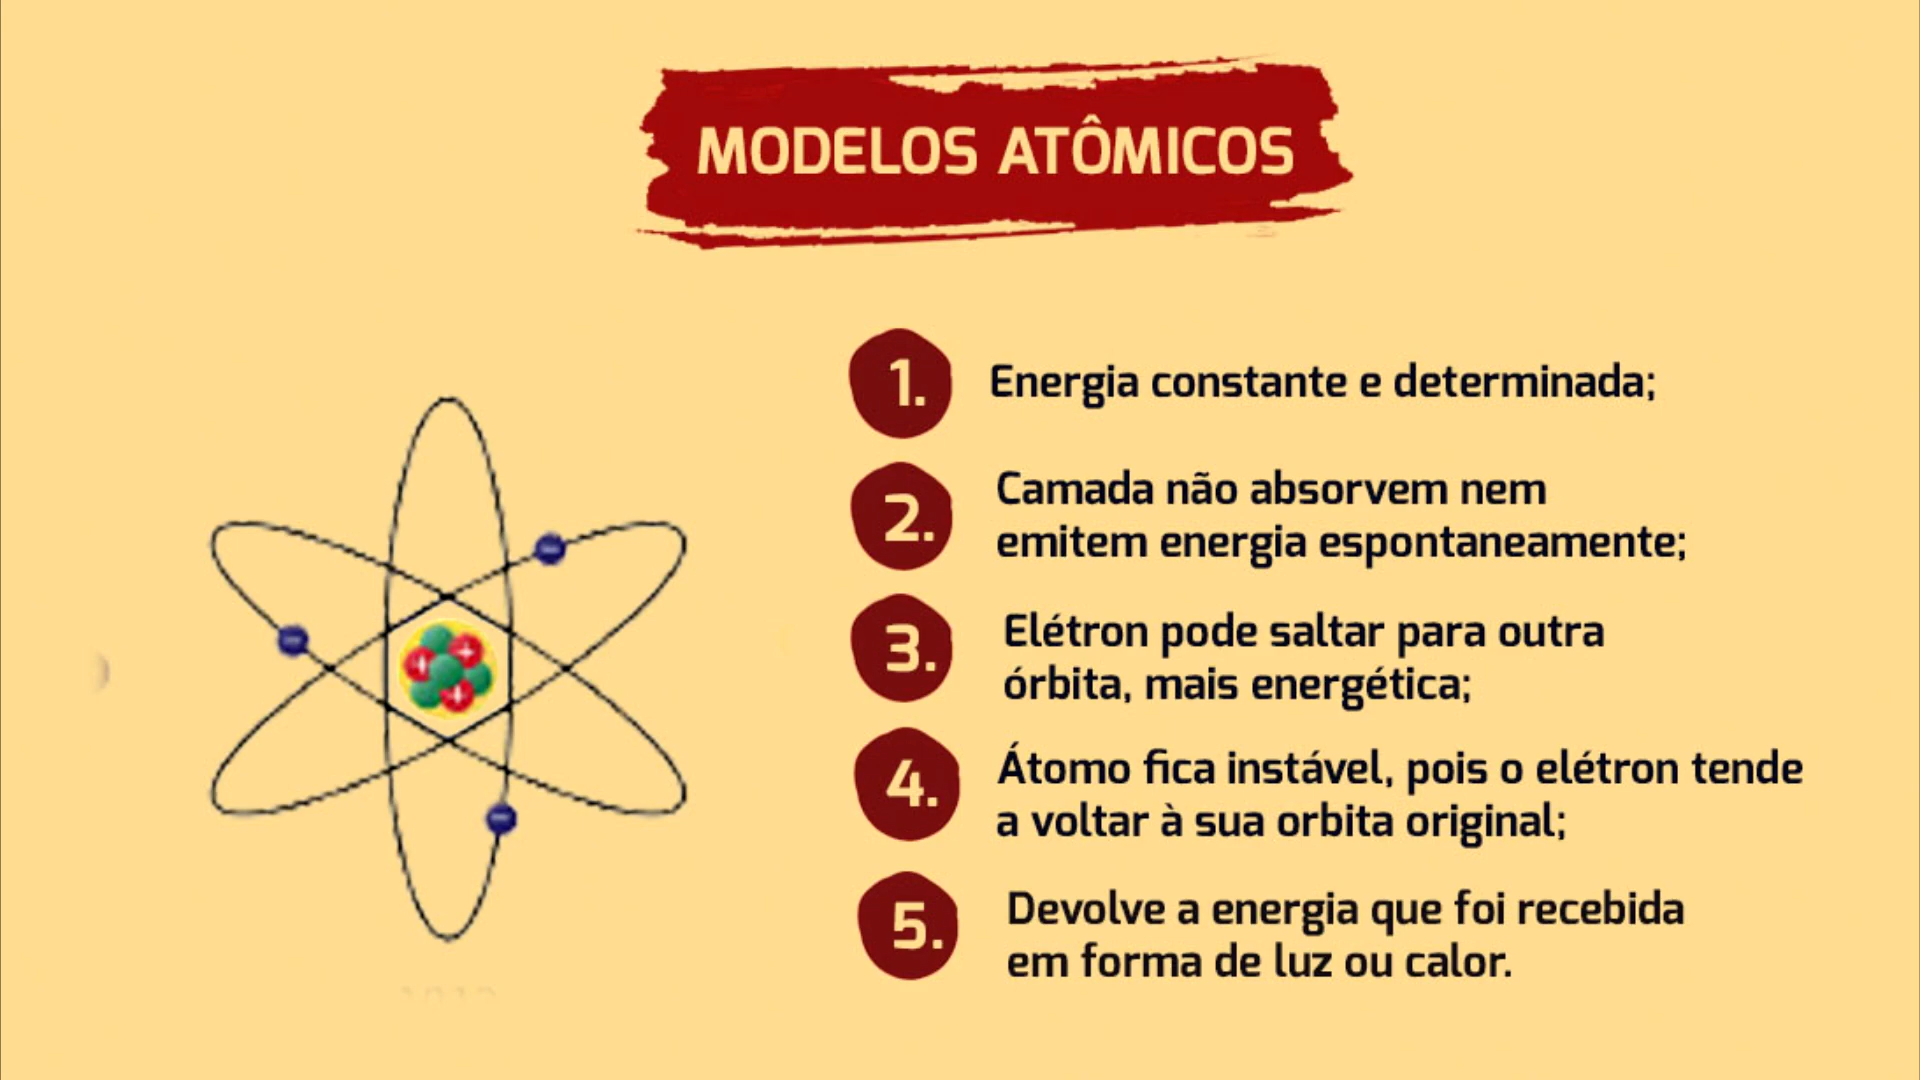 MODELOS ATÔMICOS
1. Energia constante e determinada;
2. Camada não absorvem nem
emitem energia espontaneamente;
3. Elétron pode saltar para outra
órbita, mais energética;
4. Átomo fica instável, pois o elétron tende
a voltar à sua orbita original;
5. Devolve a energia que foi recebida
em forma de luz ou calor.